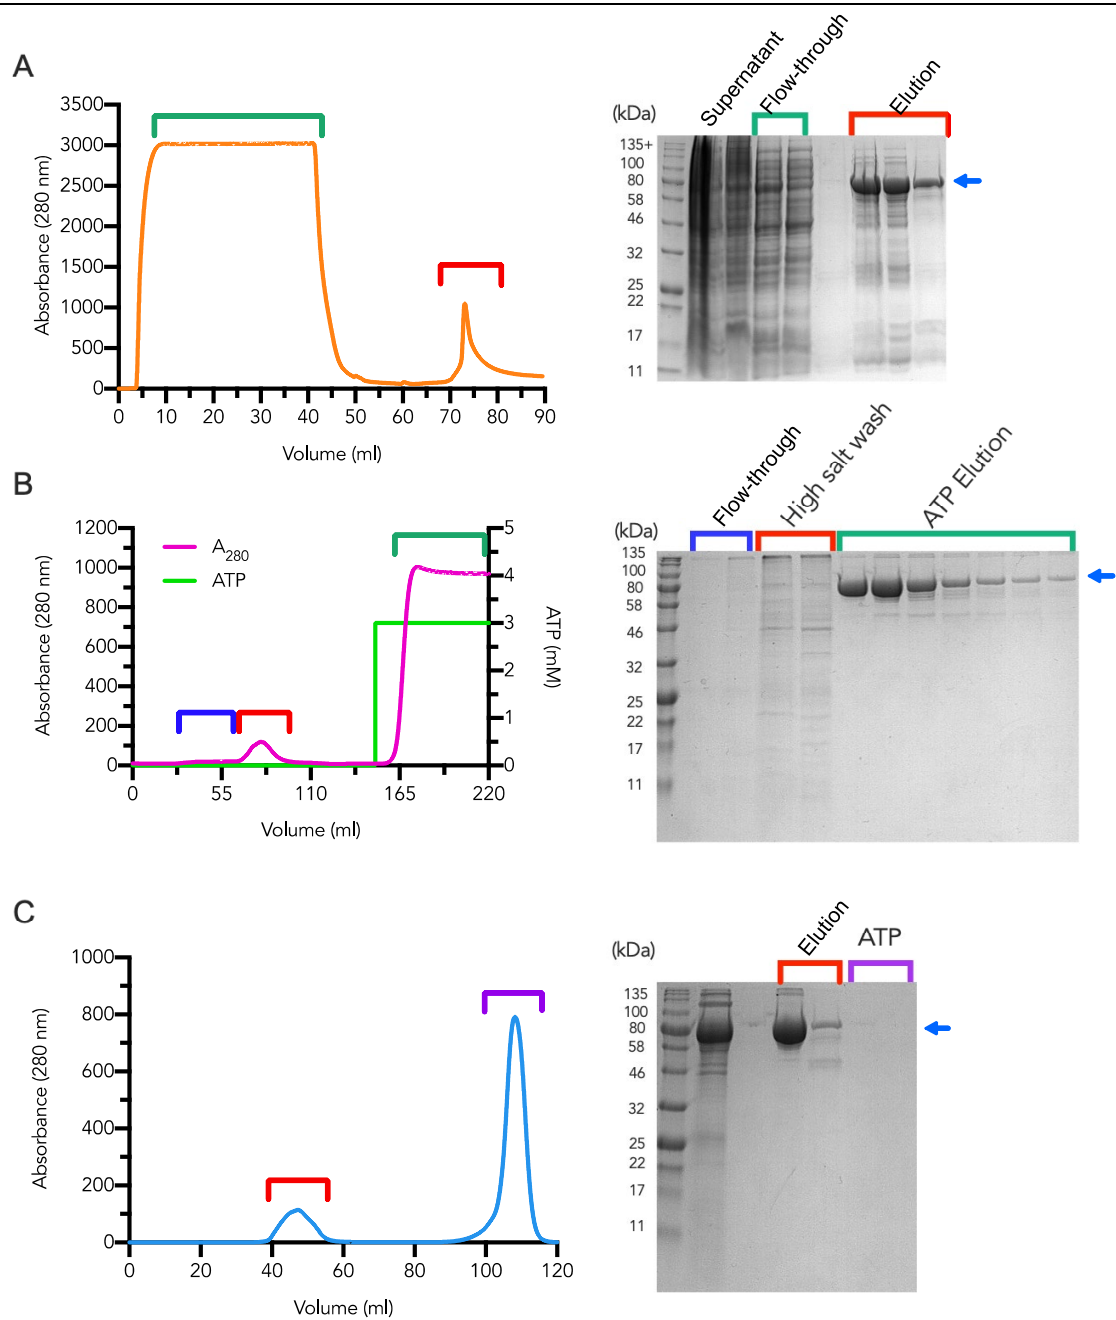 A
3500
3000
2500
2000
1500
1000
500
0
Absorbance (280 nm)
0 10 20 30 40 50 60 70 80 90
Volume (ml)
(kDa)
Supernatant
Flow-through
Elution
135+
100
80
58
46
32
25
22
17
11
B
1200
1000
800
600
400
200
0
Absorbance (280 nm)
A280
ATP
5
4
3
2
1
0
ATP (mM)
0 55 110 165 220
Volume (ml)
(kDa)
Flow-through
High salt wash
ATP Elution
135
100
80
58
46
32
25
22
17
11
C
1000
800
600
400
200
0
Absorbance (280 nm)
0 20 40 60 80 100 120
Volume (ml)
(kDa)
Elution
ATP
135
100
80
58
46
32
25
22
17
11